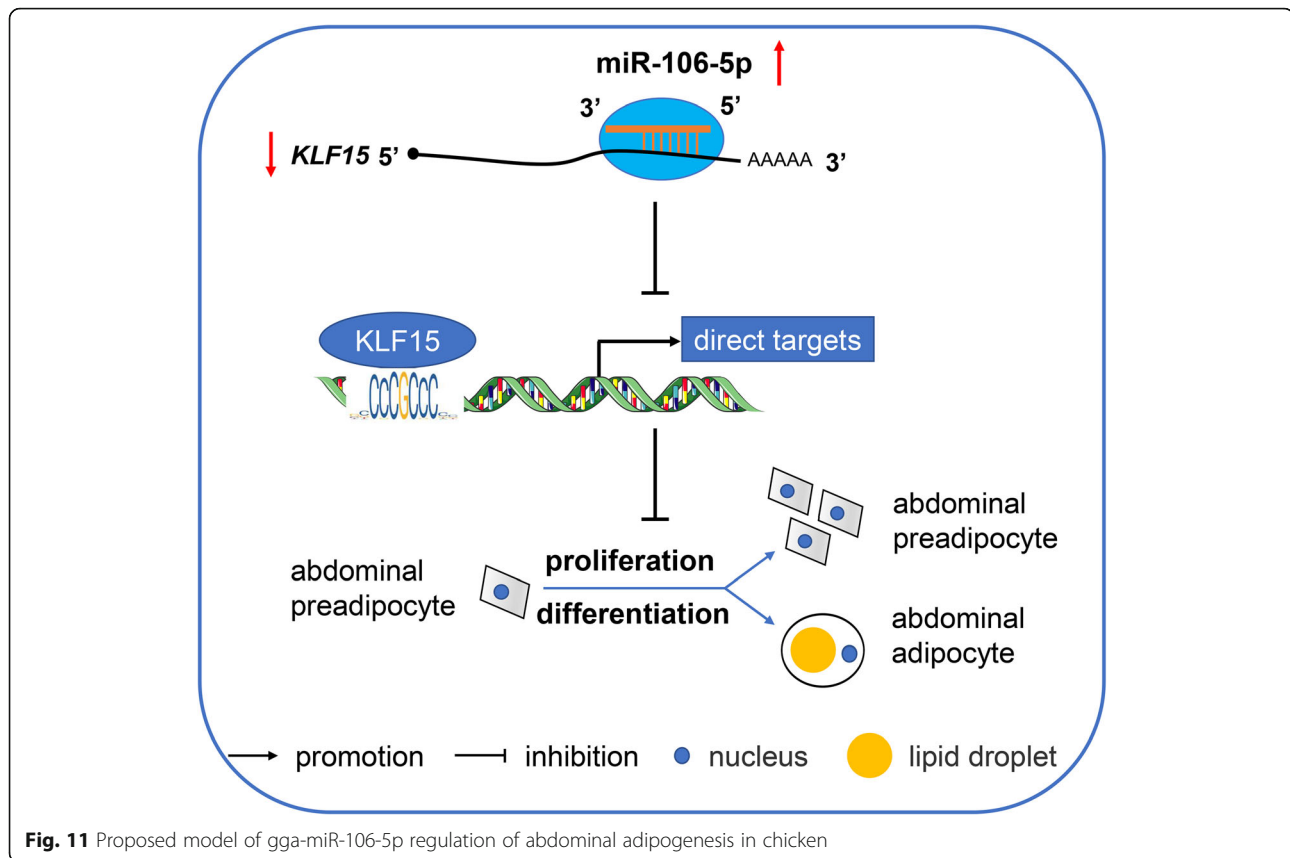 miR-106-5p
3’ 5’
KLF15 5’ AAAAA 3’
KLF15
direct targets
CCCGCCC
abdominal
preadipocyte
proliferation
differentiation
abdominal
preadipocyte
abdominal
adipocyte
promotion inhibition nucleus lipid droplet
Fig. 11 Proposed model of gga-miR-106-5p regulation of abdominal adipogenesis in chicken